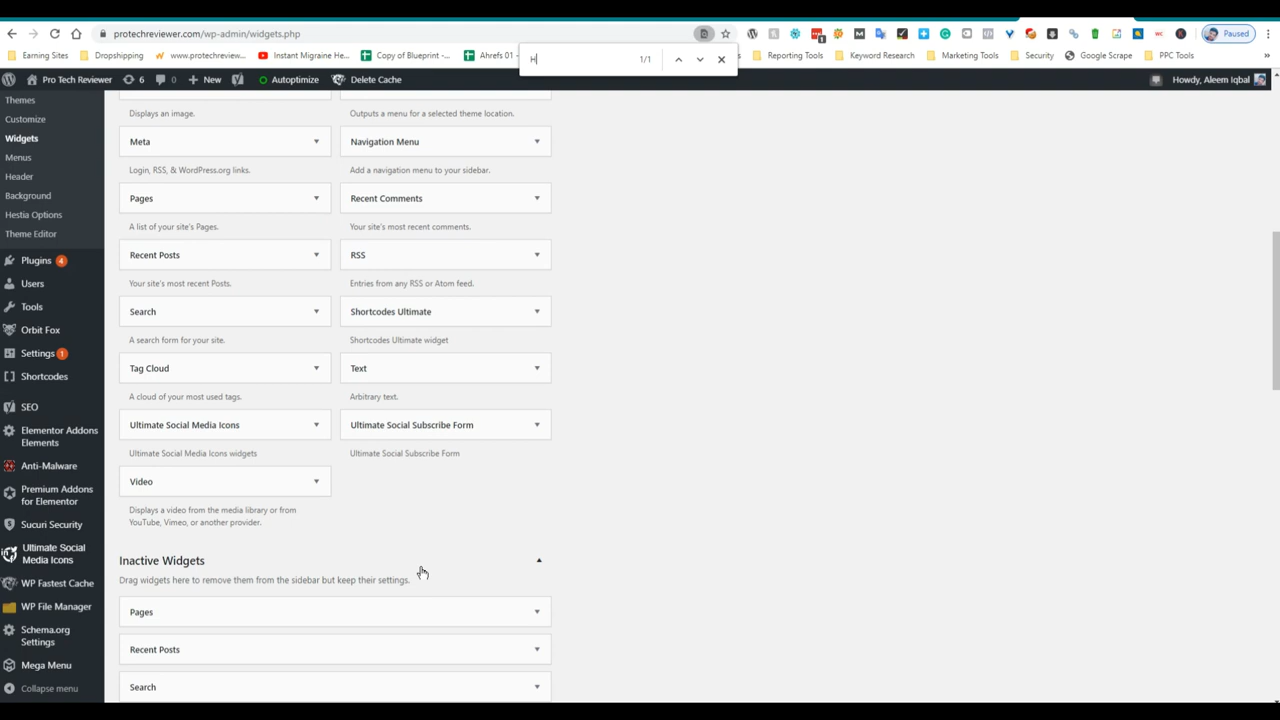 protechreviewer.com/wp-admin/widgets.php
Paused
Earning Sites
Dropshipping
www.protechreview...
Instant Migraine He...
Copy of Blueprint -...
Ahrefs 01 -
H
1/1
Reporting Tools
Keyword Research
Marketing Tools
Security
Google Scrape
PPC Tools
Pro Tech Reviewer
6
0
New
Autoptimize
Delete Cache
Howdy, Aleem Iqbal
Themes
Customize
Widgets
Menus
Header
Background
Hestia Options
Theme Editor
Plugins 4
Users
Tools
Orbit Fox
Settings 1
Shortcodes
SEO
Elementor Addons
Elements
Anti-Malware
Premium Addons
for Elementor
Sucuri Security
Ultimate Social
Media Icons
WP Fastest Cache
WP File Manager
Schema.org
Settings
Mega Menu
Collapse menu
Displays an image.
Outputs a menu for a selected theme location.
Meta
Navigation Menu
Login, RSS, & WordPress.org links.
Add a navigation menu to your sidebar.
Pages
Recent Comments
A list of your site's Pages.
Your site's most recent comments.
Recent Posts
RSS
Your site's most recent Posts.
Entries from any RSS or Atom feed.
Search
Shortcodes Ultimate
A search form for your site.
Shortcodes Ultimate widget
Tag Cloud
Text
A cloud of your most used tags.
Arbitrary text.
Ultimate Social Media Icons
Ultimate Social Subscribe Form
Ultimate Social Media Icons widgets
Ultimate Social Subscribe Form
Video
Displays a video from the media library or from
YouTube, Vimeo, or another provider.
Inactive Widgets
Drag widgets here to remove them from the sidebar but keep their settings.
Pages
Recent Posts
Search